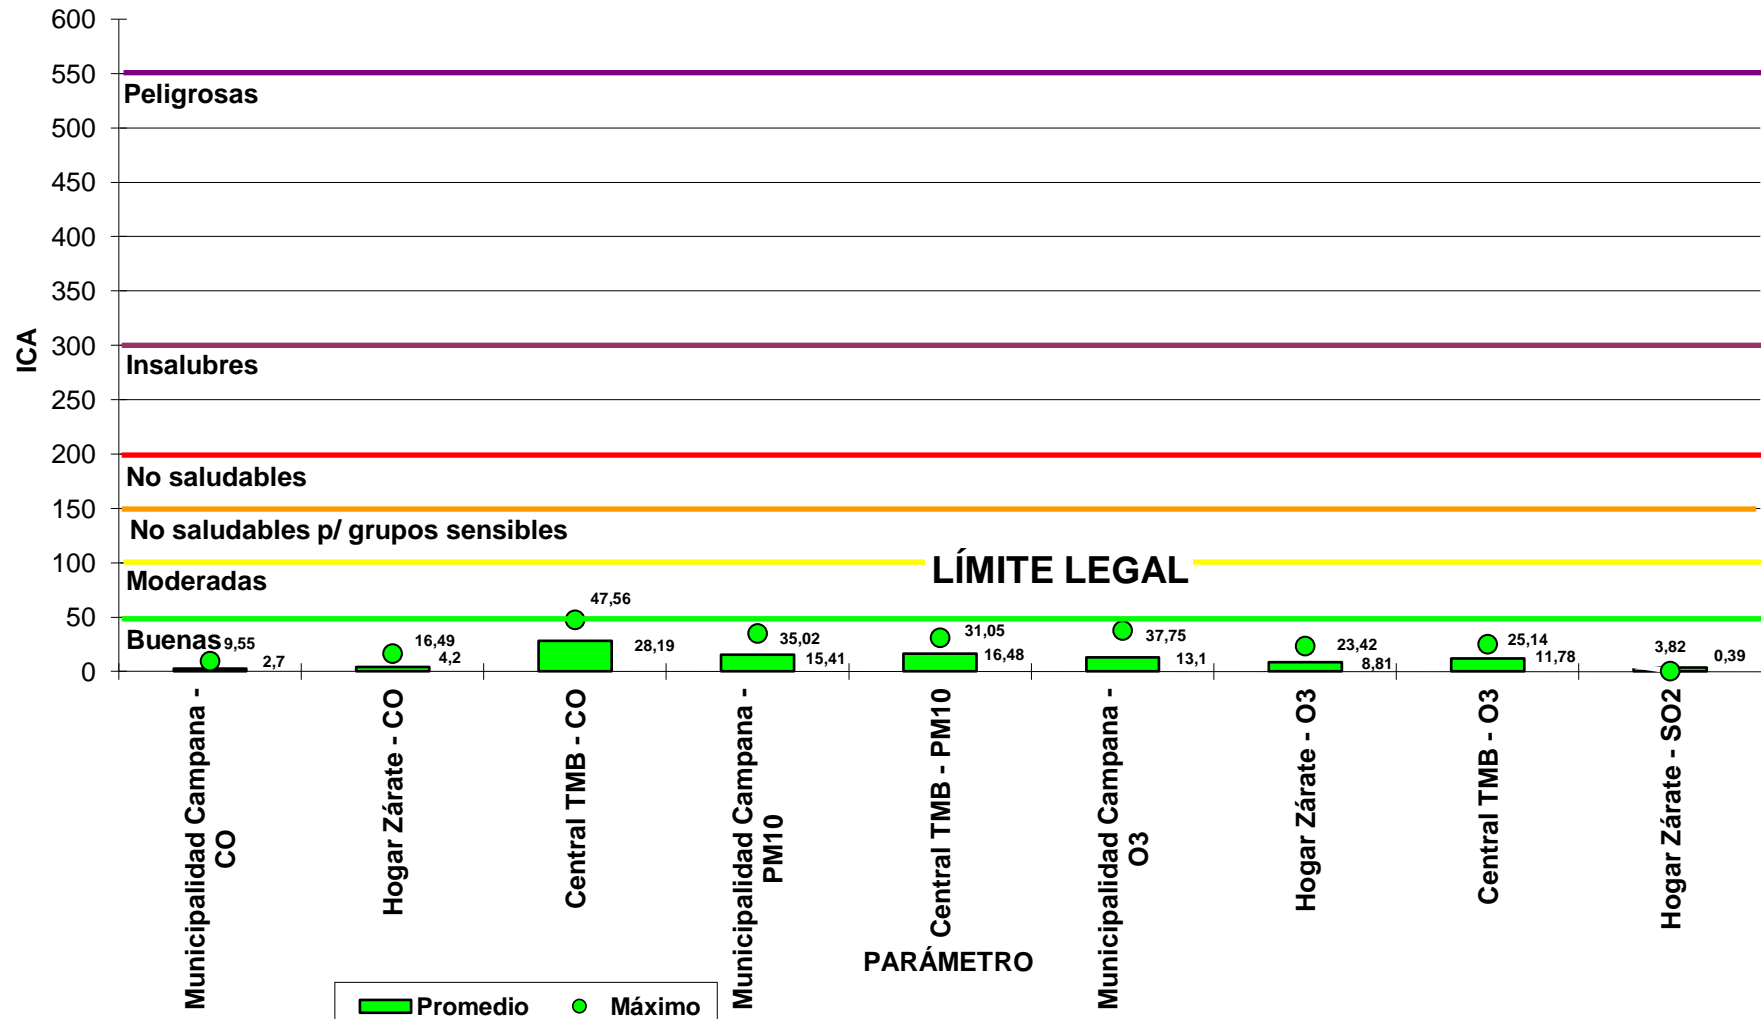 600
550
Peligrosas
500
450
400
350
300
Insalubres
250
200
No saludables
150
No saludables p/ grupos sensibles
100
LÍMITE LEGAL
Moderadas
50
Buenas
0
ICA
9,55
2,7
16,49
4,2
47,56
28,19
35,02
15,41
31,05
16,48
37,75
13,1
23,42
8,81
25,14
11,78
3,82
0,39
Municipalidad Campana -
CO
Hogar Zárate - CO
Central TMB - CO
Municipalidad Campana -
PM10
Central TMB - PM10
Municipalidad Campana -
O3
Hogar Zárate - O3
Central TMB - O3
Hogar Zárate - SO2
PARÁMETRO
Promedio
Máximo